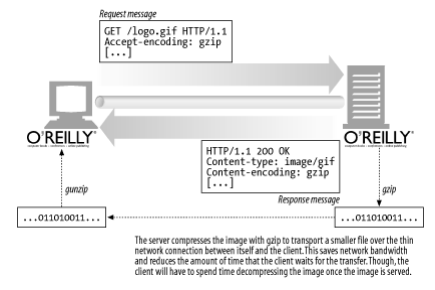 Request message
GET /logo.gif HTTP/1.1
Accept-encoding: gzip
[...]
O'REILLY®
O'REILLY®
HTTP/1.1 200 OK
Content-type: image/gif
Content-encoding: gzip
[...]
Response message
gunzip
gzip
...011010011...
...011010011...
The server compresses the image with gzip to transport a smaller file over the thin
network connection between itself and the client. This saves network bandwidth
and reduces the amount of time that the client waits for the transfer. Though, the
client will have to spend time decompressing the image once the image is served.